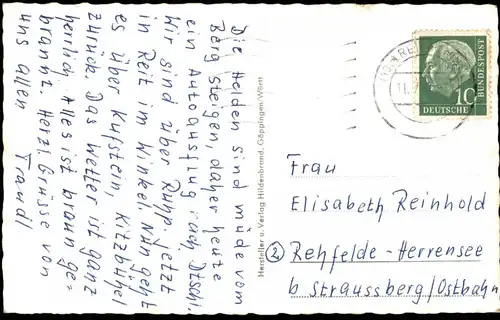 Die Helden sind müde vom
Berg steigen, daher heute
ein Autausflug nach Dtschl.
Wir sind über Ruhp. jetzt
in Reit im Winkel. Nun geht
es über Kufstein, Kitzbühel
zurück. Das Wetter ist ganz
herrlich. Alles ist braun ge-
brannt. Herzl. Grüsse von
uns allen Traudl
Hersteller u. Verlag Hildenbrand, Göppingen/Württ
DEUTSCHE
BUNDESPOST
10
Frau
Elisabeth Reinhold
2) Rehfelde-Herrensee
b Straussberg/Ostbahn